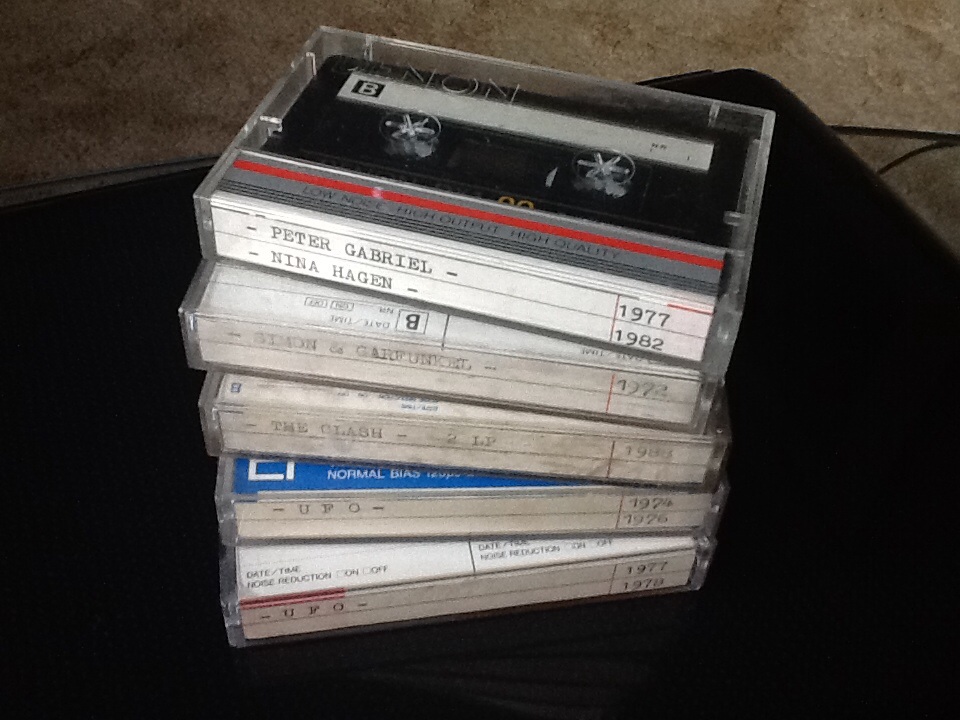 DENON
B
LOW NOISE HIGH OUTPUT HIGH QUALITY
- PETER GABRIEL - 1977
- NINA HAGEN - 1982
B
DATE/TIME
- SIMON & GARFUNKEL - 1972
B
- THE CLASH - 2 LP
NORMAL BIAS
- U F O - 1974
1976
DATE/TIME
NOISE REDUCTION □ON □OFF
DATE/TIME
NOISE REDUCTION □ON □OFF
- U F O - 1977
1978